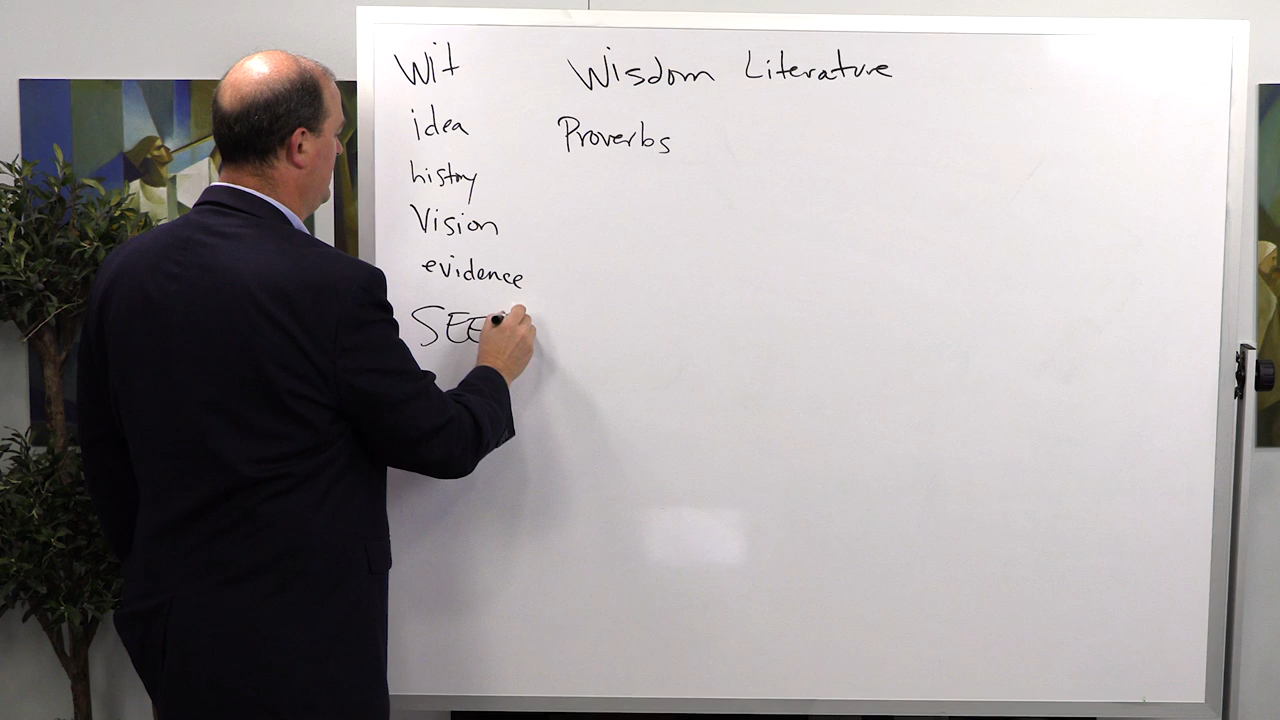 Wit
idea
history
Vision
evidence
SEE
Wisdom Literature
Proverbs